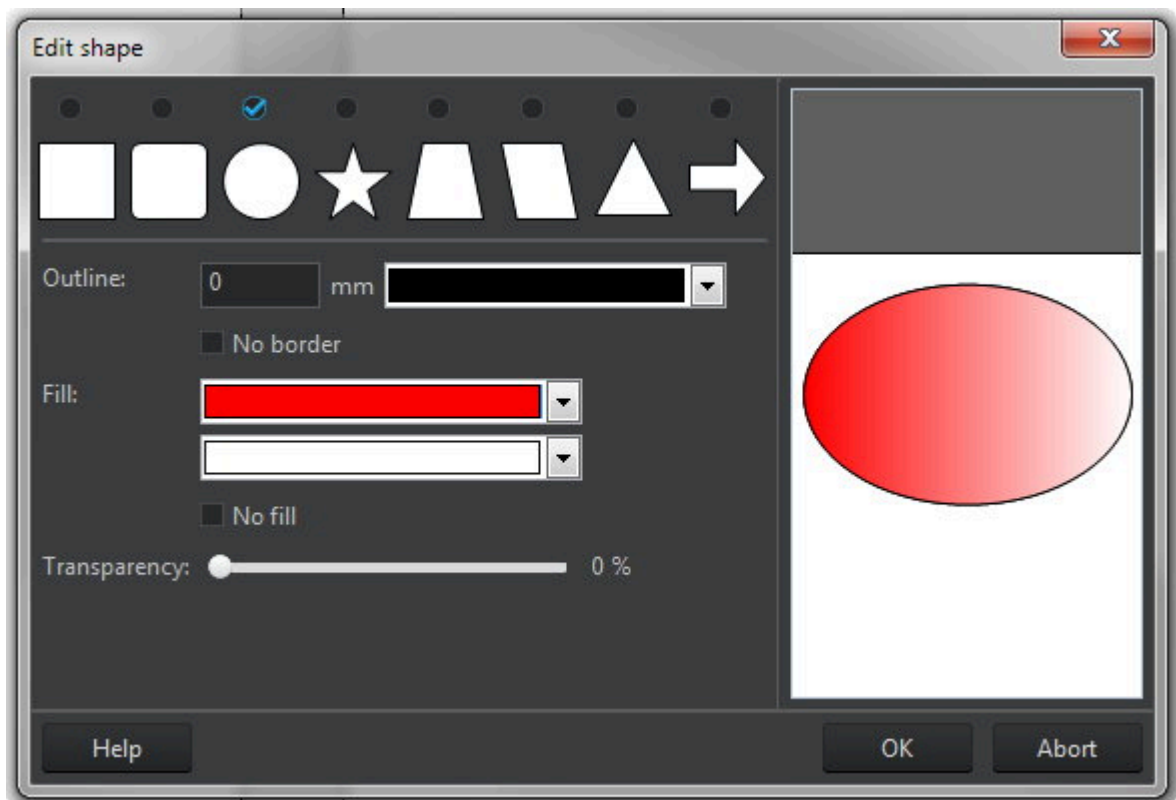 Edit shape
Outline:
0
mm
No border
Fill:
No fill
Transparency:
0 %
Help
OK
Abort